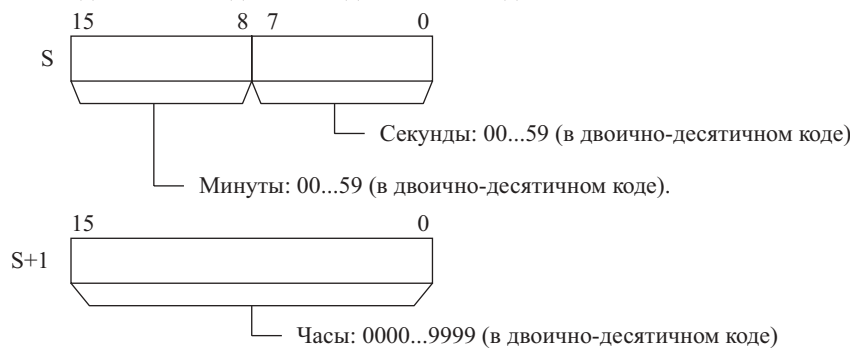 15 8 7 0
S
Секунды: 00...59 (в двоично-десятичном коде)
Минуты: 00...59 (в двоично-десятичном коде).
15 0
S+1
Часы: 0000...9999 (в двоично-десятичном коде)